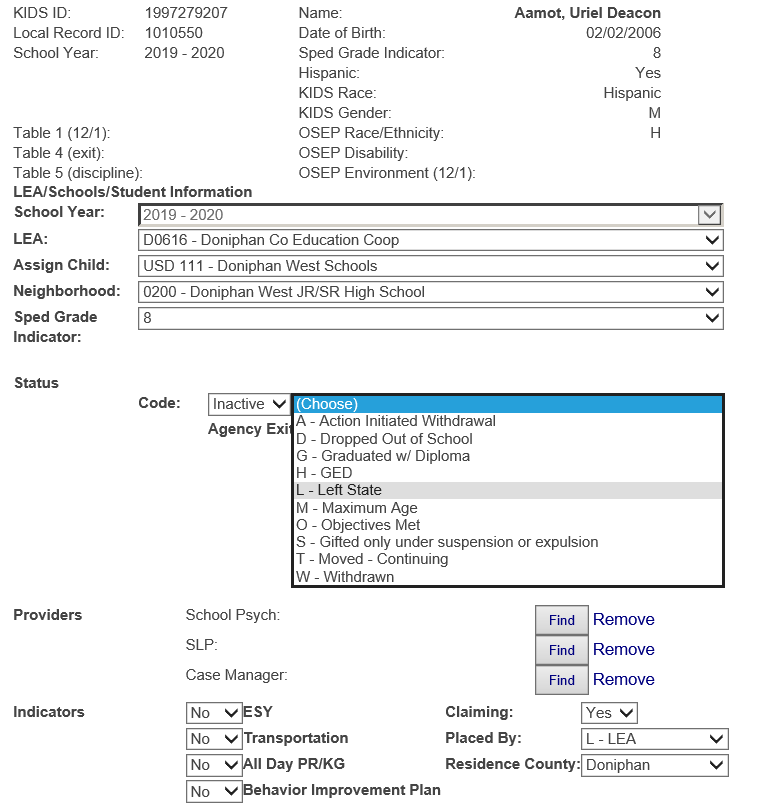 KIDS ID: 1997279207 Name: Aamot, Uriel Deacon
Local Record ID: 1010550 Date of Birth: 02/02/2006
School Year: 2019 - 2020 Sped Grade Indicator: 8
Hispanic: Yes
KIDS Race: Hispanic
KIDS Gender: M
Table 1 (12/1): OSEP Race/Ethnicity: H
Table 4 (exit): OSEP Disability:
Table 5 (discipline): OSEP Environment (12/1):
LEA/Schools/Student Information
School Year: 2019 - 2020
LEA: D0616 - Doniphan Co Education Coop
Assign Child: USD 111 - Doniphan West Schools
Neighborhood: 0200 - Doniphan West JR/SR High School
Sped Grade Indicator: 8
Status
Code: Inactive (Choose)
Agency Exit
A - Action Initiated Withdrawal
D - Dropped Out of School
G - Graduated w/ Diploma
H - GED
L - Left State
M - Maximum Age
O - Objectives Met
S - Gifted only under suspension or expulsion
T - Moved - Continuing
W - Withdrawn
Providers School Psych: Find Remove
SLP: Find Remove
Case Manager: Find Remove
Indicators No ESY Claiming: Yes
No Transportation Placed By: L - LEA
No All Day PR/KG Residence County: Doniphan
No Behavior Improvement Plan